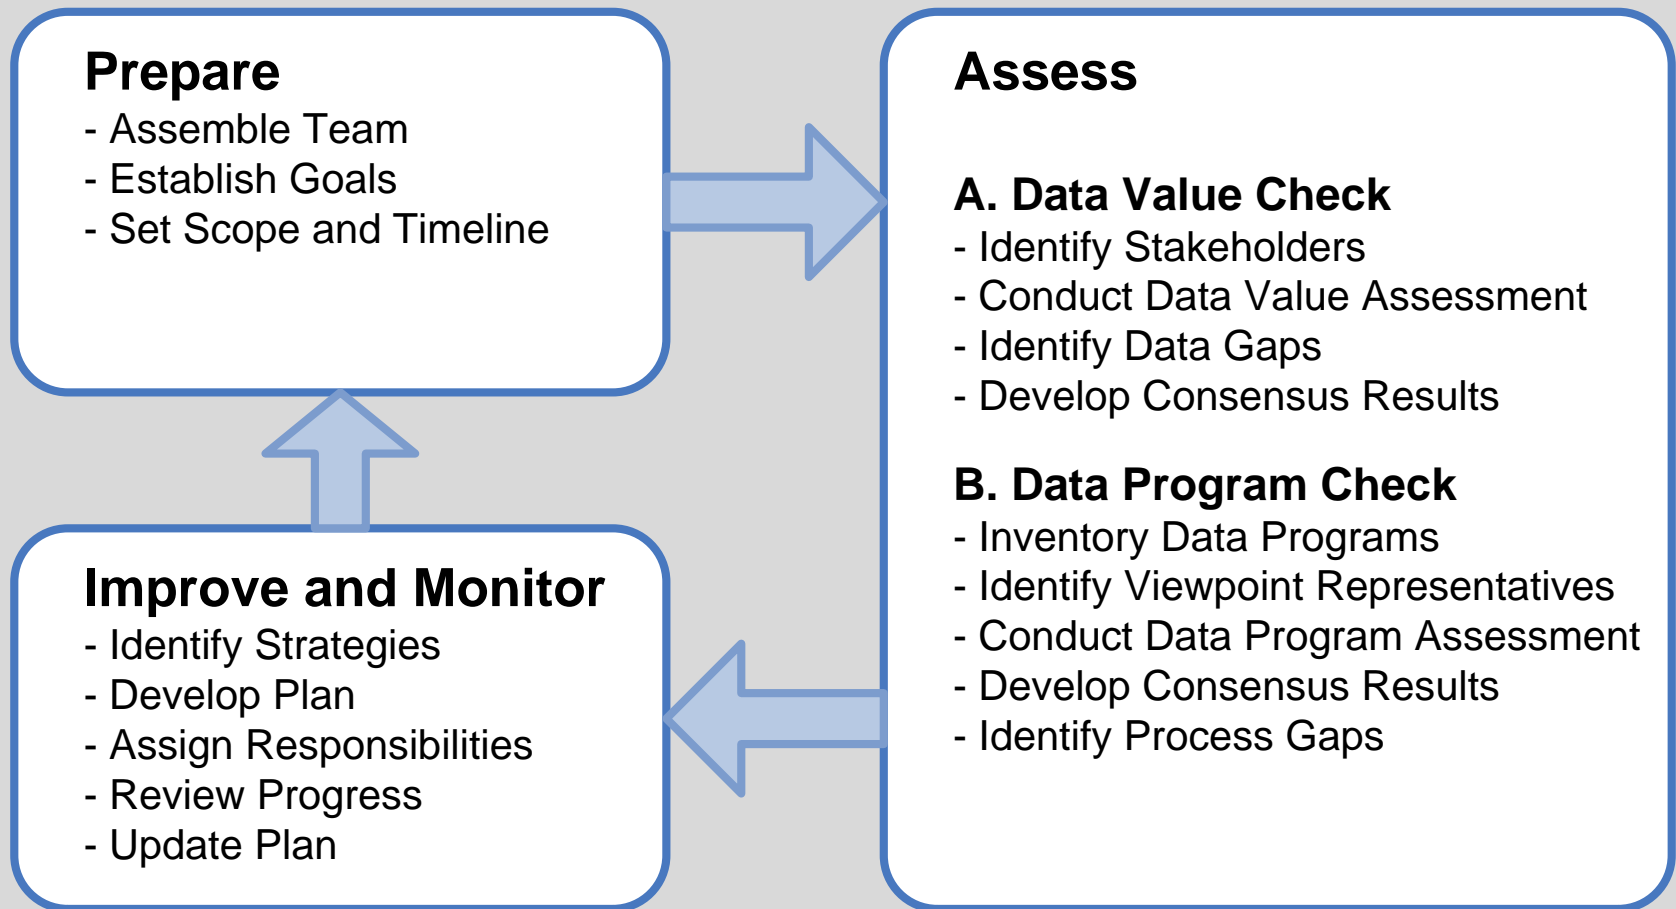 Prepare
- Assemble Team
- Establish Goals
- Set Scope and Timeline
Assess
A. Data Value Check
- Identify Stakeholders
- Conduct Data Value Assessment
- Identify Data Gaps
- Develop Consensus Results
B. Data Program Check
- Inventory Data Programs
- Identify Viewpoint Representatives
- Conduct Data Program Assessment
- Develop Consensus Results
- Identify Process Gaps
Improve and Monitor
- Identify Strategies
- Develop Plan
- Assign Responsibilities
- Review Progress
- Update Plan